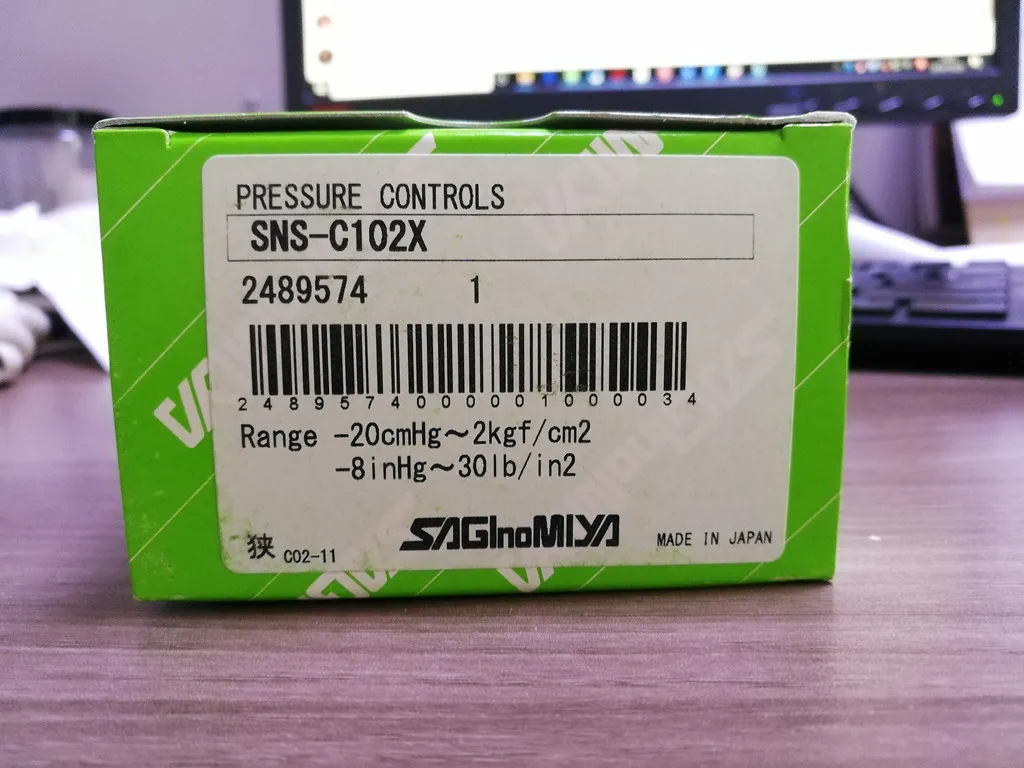 PRESSURE CONTROLS
SNS-C102X
2489574 1
2489574000001000034
Range -20cmHg～2kgf/cm2
-8inHg～30lb/in2
狭 C02-11
SAGInoMIYA
MADE IN JAPAN